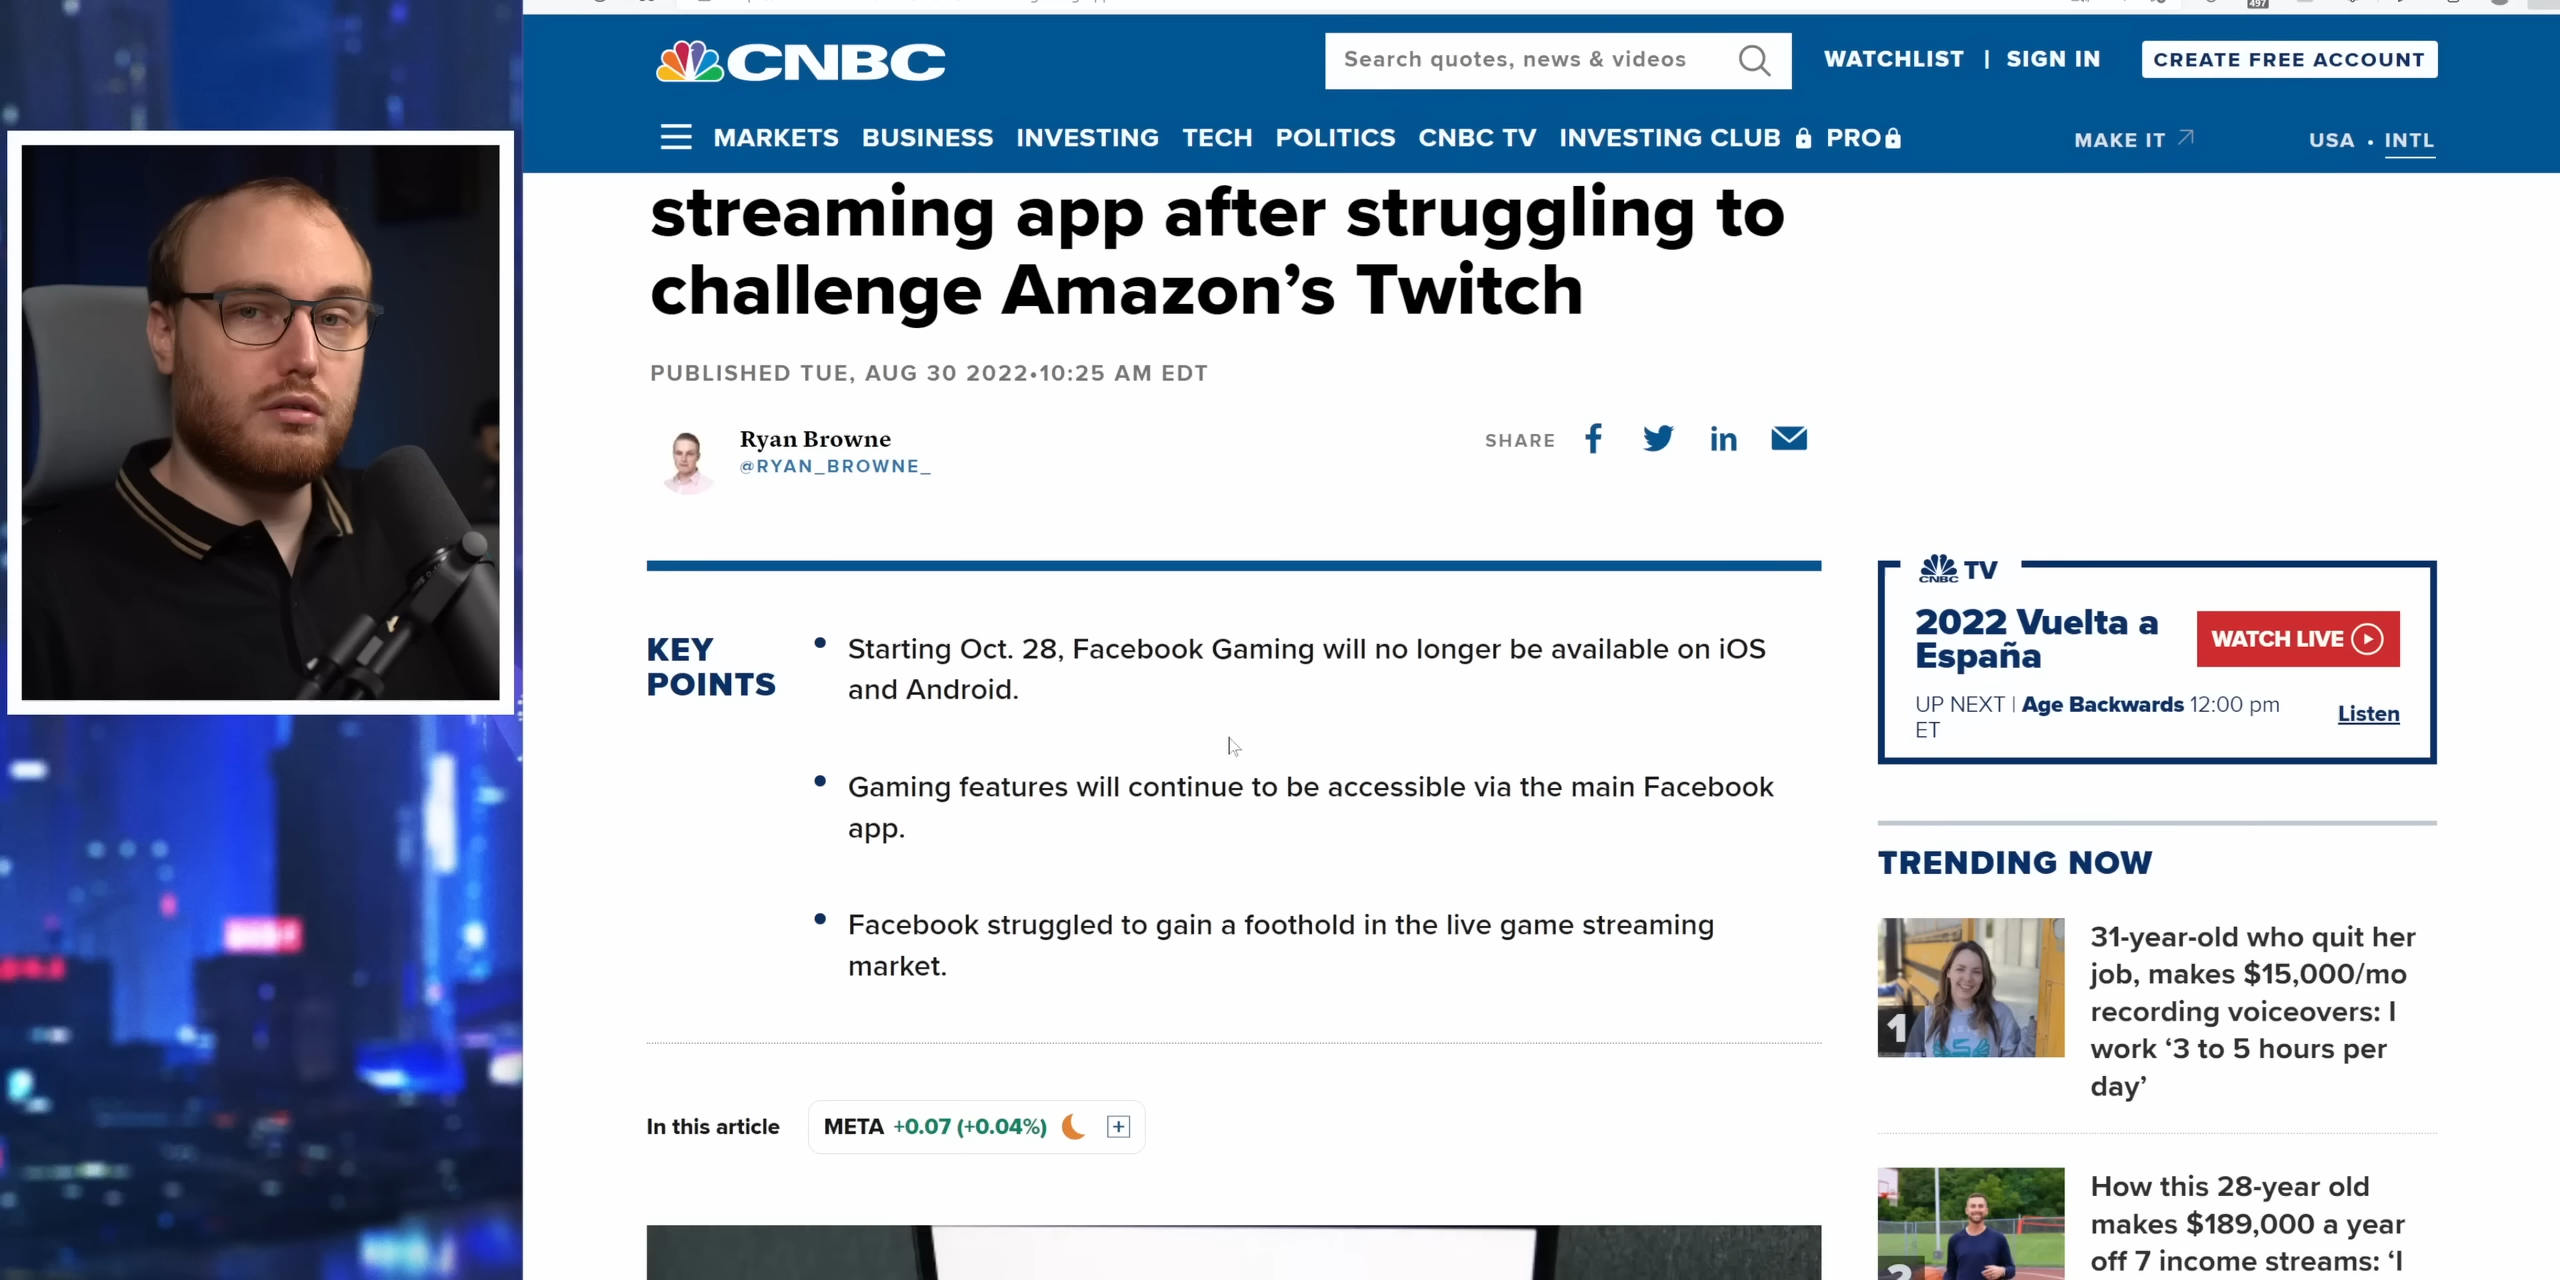 497
CNBC
Search quotes, news & videos
WATCHLIST | SIGN IN
CREATE FREE ACCOUNT
MARKETS BUSINESS INVESTING TECH POLITICS CNBC TV INVESTING CLUB PRO
MAKE IT
USA • INTL
streaming app after struggling to
challenge Amazon’s Twitch
PUBLISHED TUE, AUG 30 2022•10:25 AM EDT
Ryan Browne
@RYAN_BROWNE_
SHARE
KEY
POINTS
• Starting Oct. 28, Facebook Gaming will no longer be available on iOS
and Android.
• Gaming features will continue to be accessible via the main Facebook
app.
• Facebook struggled to gain a foothold in the live game streaming
market.
In this article
META +0.07 (+0.04%)
CNBC TV
2022 Vuelta a
España
WATCH LIVE
UP NEXT | Age Backwards 12:00 pm
ET
Listen
TRENDING NOW
1
31-year-old who quit her
job, makes $15,000/mo
recording voiceovers: I
work ‘3 to 5 hours per
day’
2
How this 28-year old
makes $189,000 a year
off 7 income streams: ‘I